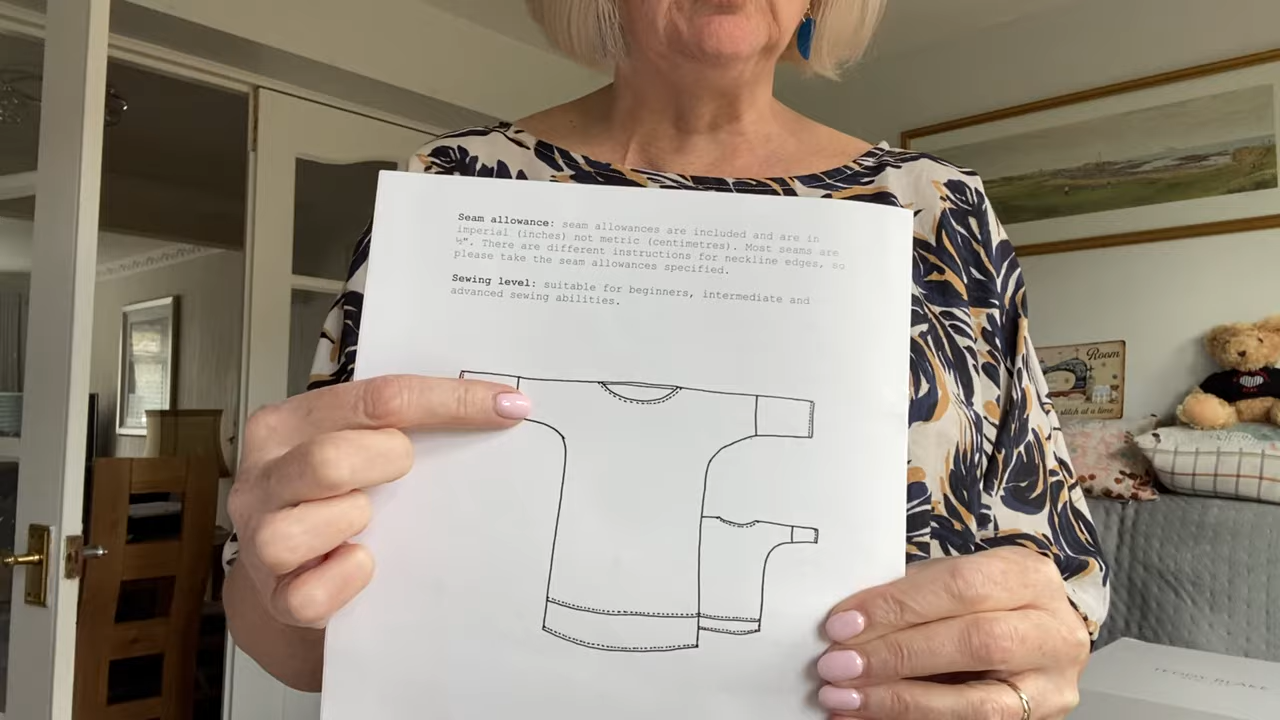 Seam allowance: seam allowances are included and are in
imperial (inches) not metric (centimetres). Most seams are
½". There are different instructions for neckline edges, so
please take the seam allowances specified.
Sewing level: suitable for beginners, intermediate and
advanced sewing abilities.
Room
stitch at a time
TEDDY BLAKE